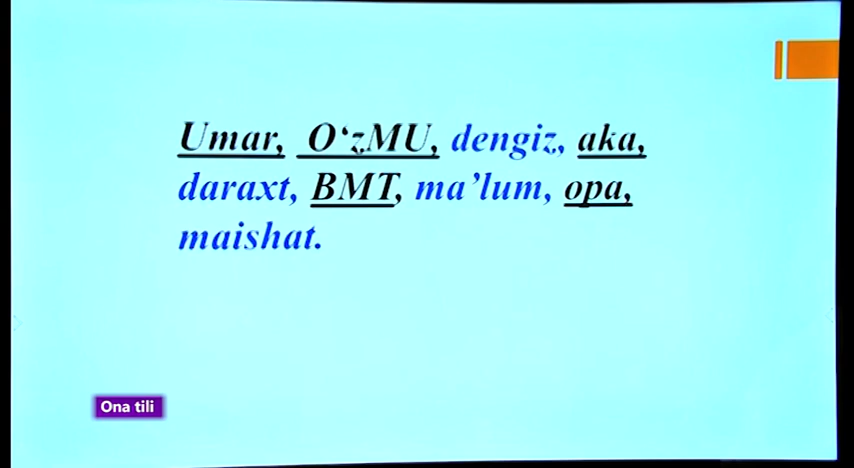 Umar, O‘zMU, dengiz, aka,
daraxt, BMT, ma’lum, opa,
maishat.
Ona tili